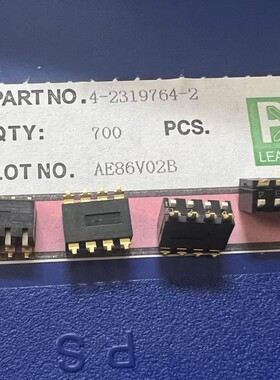 PART NO. 4-2319764-2
QTY: 700 PCS.
LOT NO. AE86V02B
LEA
P S